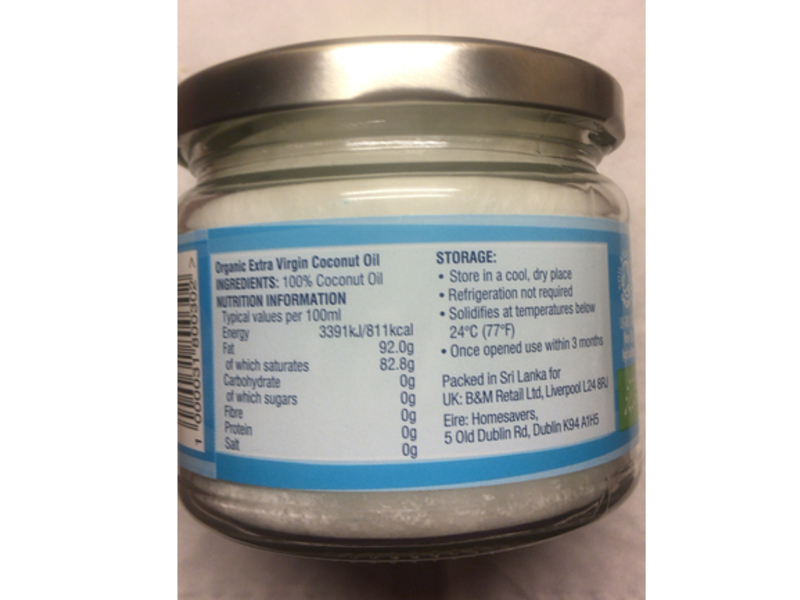 Organic Extra Virgin Coconut Oil
INGREDIENTS: 100% Coconut Oil
NUTRITION INFORMATION
Typical values per 100ml
Energy 3391kJ/811kcal
Fat 92.0g
of which saturates 82.8g
Carbohydrate 0g
of which sugars 0g
Fibre 0g
Protein 0g
Salt 0g
STORAGE:
• Store in a cool, dry place
• Refrigeration not required
• Solidifies at temperatures below
24°C (77°F)
• Once opened use within 3 months
Packed in Sri Lanka for
UK: B&M Retail Ltd, Liverpool L24 8RJ
Eire: Homesavers,
5 Old Dublin Rd, Dublin K94 A1H5